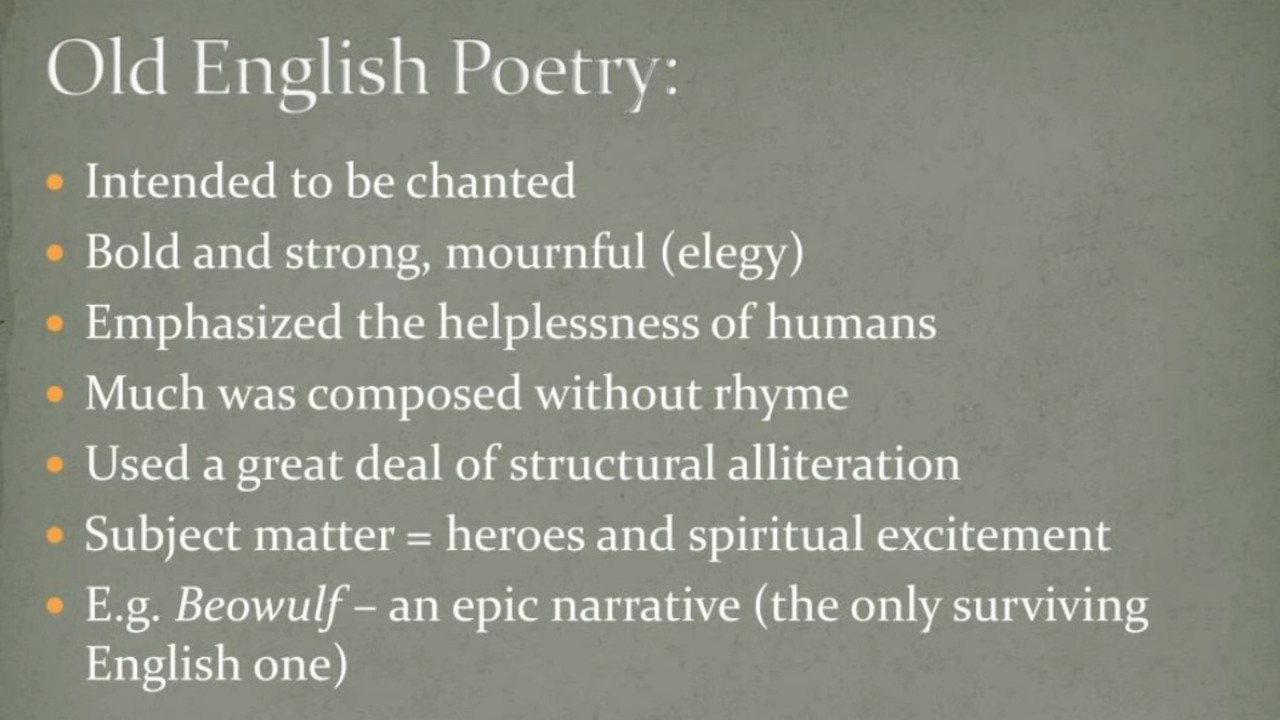 Old English Poetry:
• Intended to be chanted
• Bold and strong, mournful (elegy)
• Emphasized the helplessness of humans
• Much was composed without rhyme
• Used a great deal of structural alliteration
• Subject matter = heroes and spiritual excitement
• E.g. Beowulf – an epic narrative (the only surviving
English one)